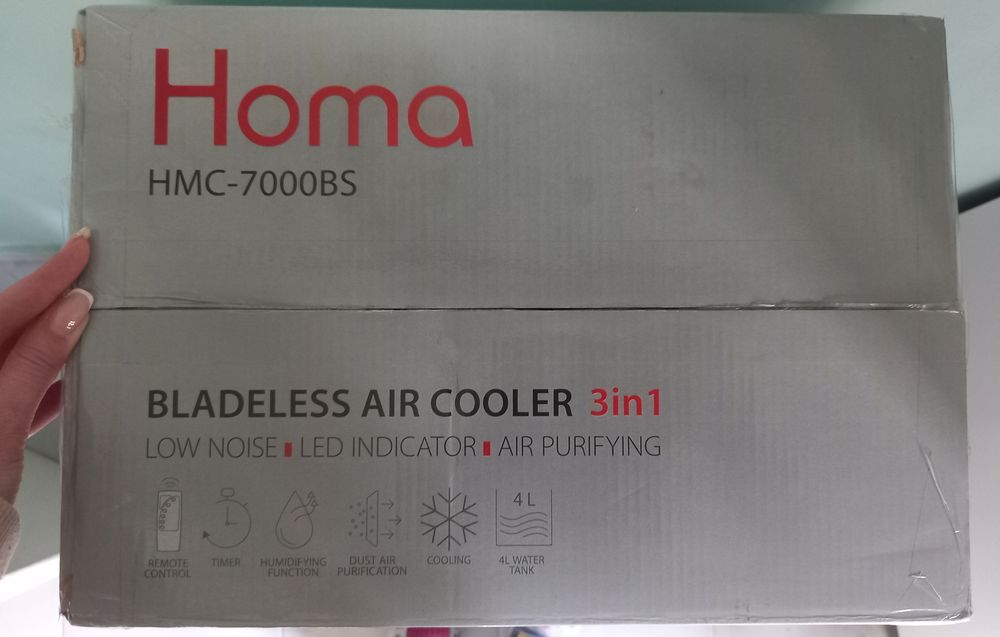 Homa
HMC-7000BS
BLADELESS AIR COOLER 3in1
LOW NOISE LED INDICATOR AIR PURIFYING
4 L
REMOTE CONTROL
TIMER
HUMIDIFYING FUNCTION
DUST AIR PURIFICATION
COOLING
4L WATER TANK